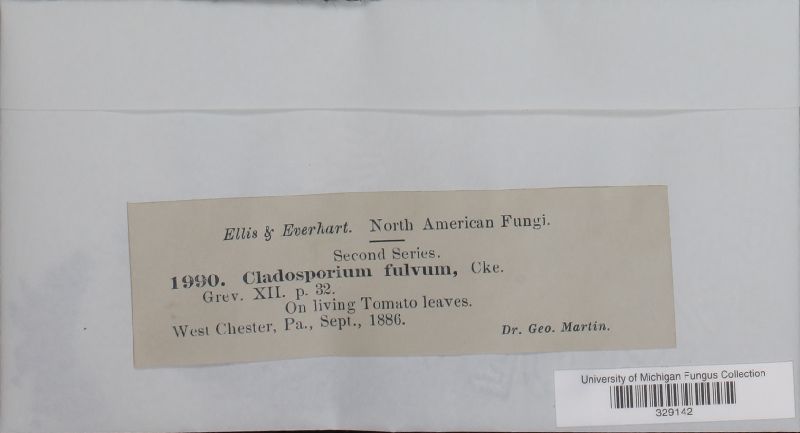 Ellis & Everhart. North American Fungi.
Second Series.
1990. Cladosporium fulvum, Cke.
Grev. XII. p. 32.
On living Tomato leaves.
West Chester, Pa., Sept., 1886.
Dr. Geo. Martin.
University of Michigan Fungus Collection
329142